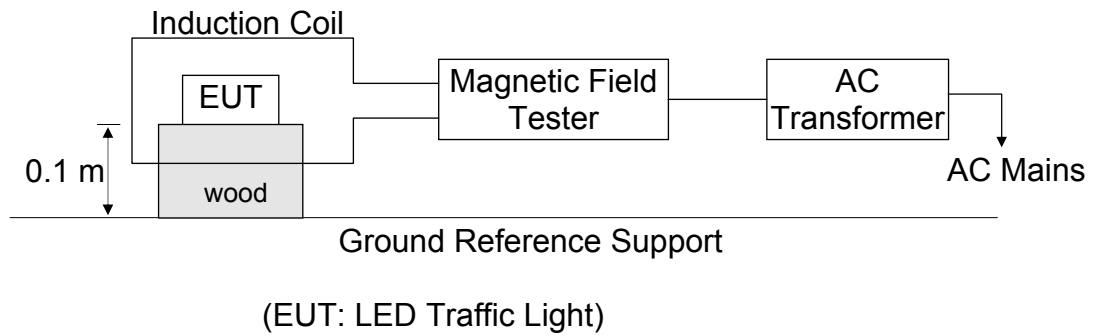 Induction Coil
EUT
Magnetic Field
Tester
AC
Transformer
0.1 m
AC Mains
wood
Ground Reference Support
(EUT: LED Traffic Light)